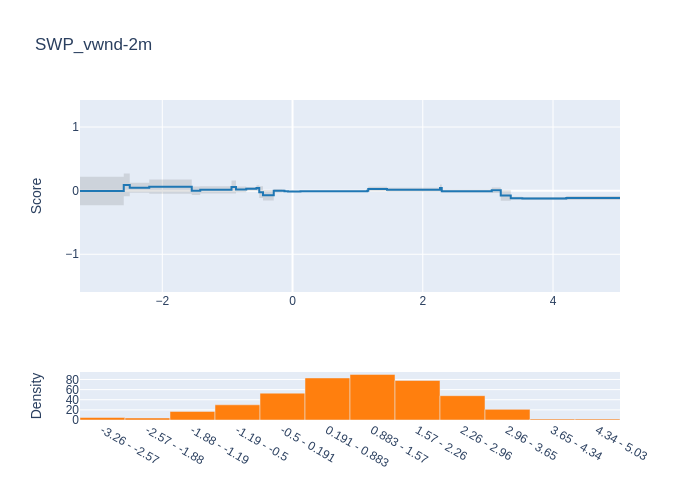 SWP_vwnd-2m
Score
1
0
−1
−2
0
2
4
Density
80
60
40
20
0
-3.26 - -2.57
-2.57 - -1.88
-1.88 - -1.19
-1.19 - -0.5
-0.5 - 0.191
0.191 - 0.883
0.883 - 1.57
1.57 - 2.26
2.26 - 2.96
2.96 - 3.65
3.65 - 4.34
4.34 - 5.03